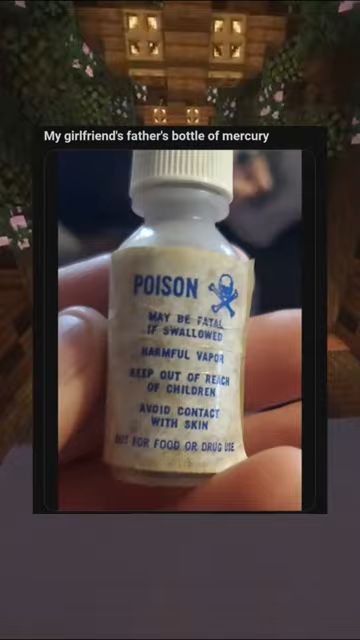 My girlfriend's father's bottle of mercury
POISON
MAY BE FATAL
IF SWALLOWED
HARMFUL VAPOR
KEEP OUT OF REACH
OF CHILDREN
AVOID CONTACT
WITH SKIN
NOT FOR FOOD OR DRUG USE